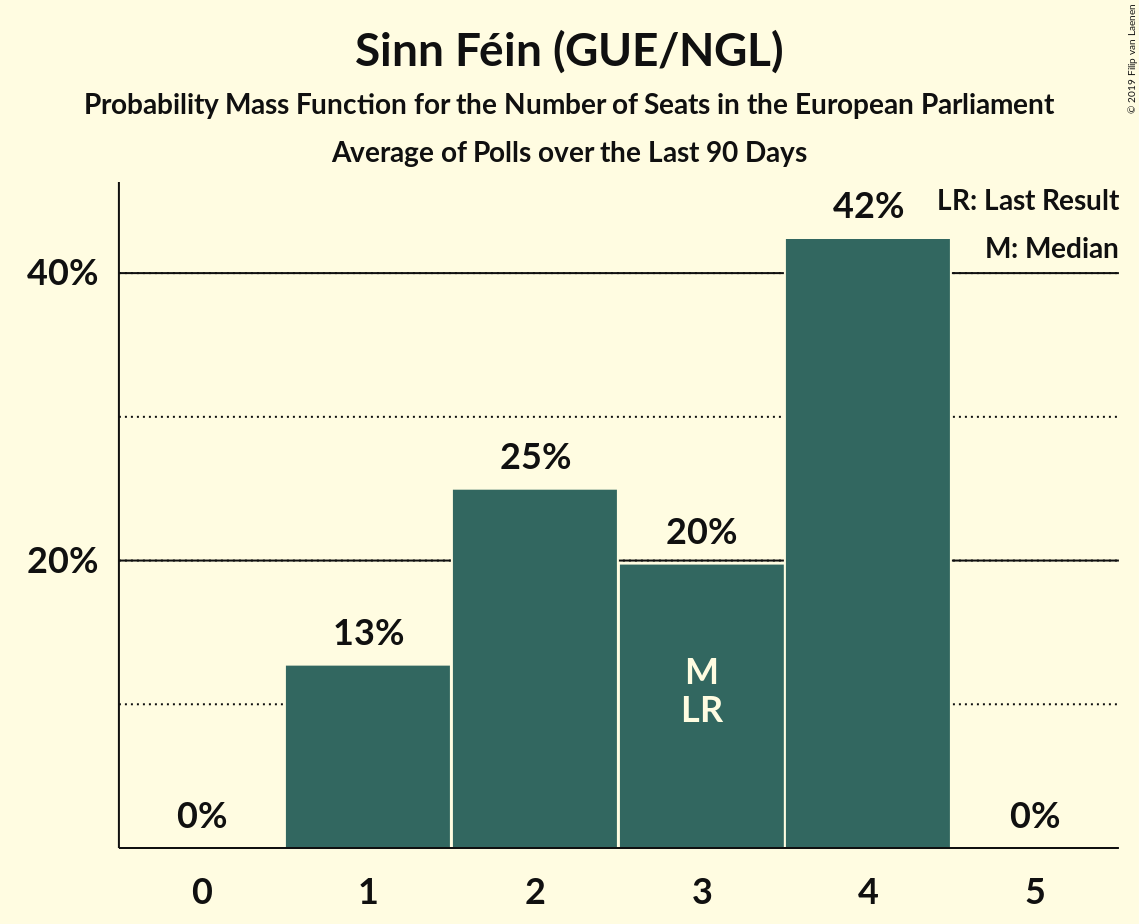 Sinn Féin (GUE/NGL)
Probability Mass Function for the Number of Seats in the European Parliament
Average of Polls over the Last 90 Days
© 2019 Filip van Laenen
LR: Last Result
M: Median
42%
40%
25%
20%
20%
13%
M
LR
0%
0%
0 1 2 3 4 5